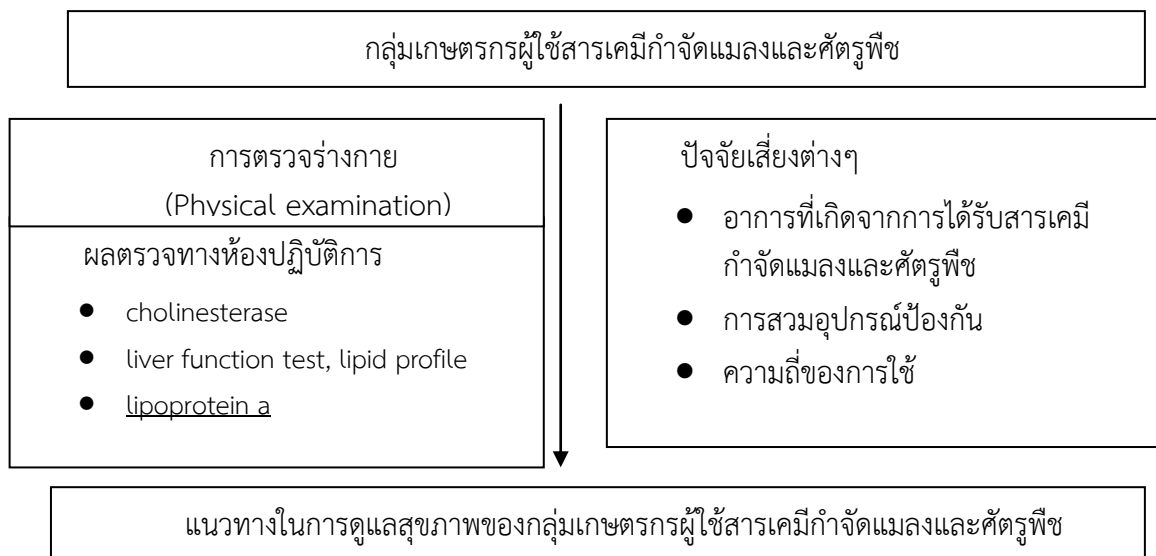 กลุ่มเกษตรกรผู้ใช้สารเคมีกำจัดแมลงและศัตรูพืช
การตรวจร่างกาย
(Physical examination)
ผลตรวจทางห้องปฏิบัติการ
● cholinesterase
● liver function test, lipid profile
● lipoprotein a
ปัจจัยเสี่ยงต่างๆ
● อาการที่เกิดจากการได้รับสารเคมี
กำจัดแมลงและศัตรูพืช
● การสวมอุปกรณ์ป้องกัน
● ความถี่ของการใช้
แนวทางในการดูแลสุขภาพของกลุ่มเกษตรกรผู้ใช้สารเคมีกำจัดแมลงและศัตรูพืช